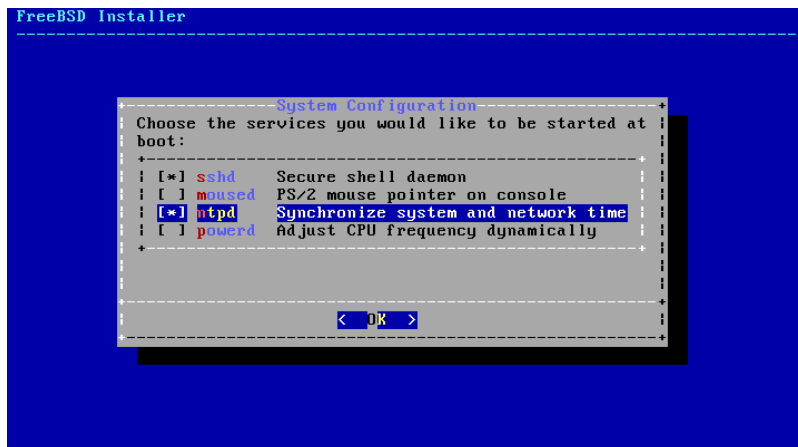 FreeBSD Installer
System Configuration
Choose the services you would like to be started at
boot:
[*] sshd Secure shell daemon
[ ] moused PS/2 mouse pointer on console
[*] ntpd Synchronize system and network time
[ ] powerd Adjust CPU frequency dynamically
< OK >